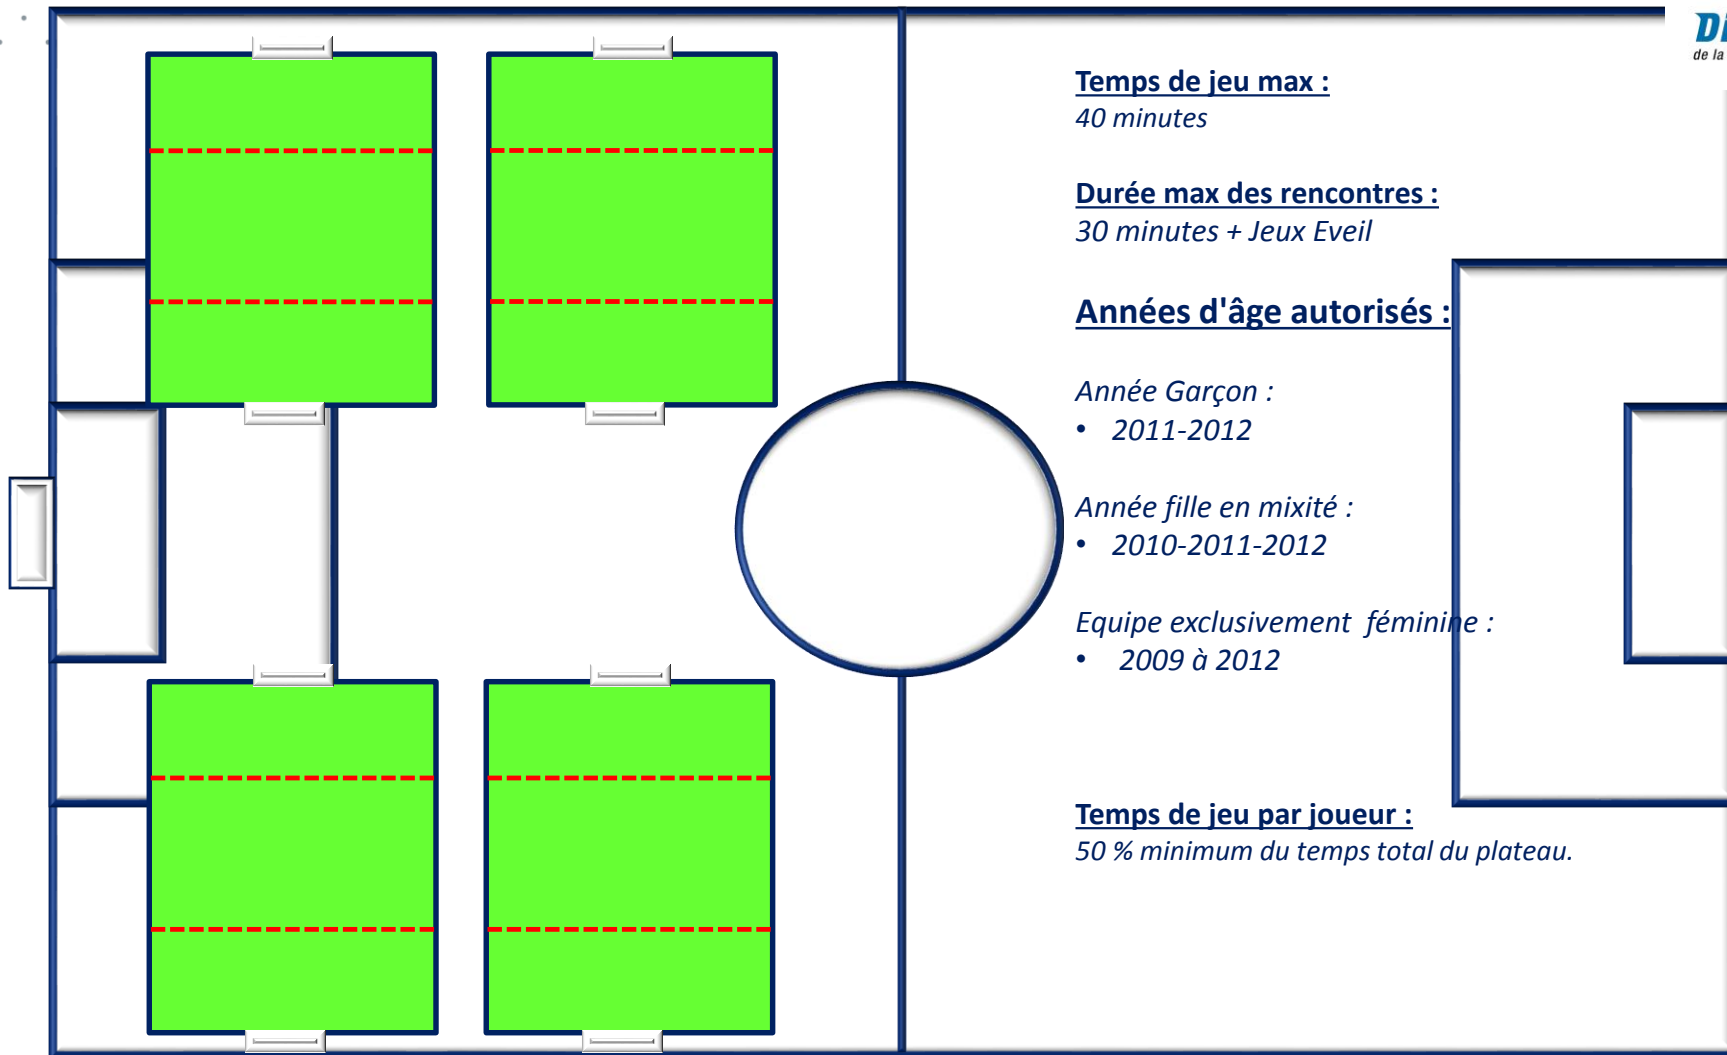 de la
Temps de jeu max :
40 minutes
Durée max des rencontres :
30 minutes + Jeux Eveil
Années d'âge autorisés :
Année Garçon :
• 2011-2012
Année fille en mixité :
• 2010-2011-2012
Equipe exclusivement féminine :
• 2009 à 2012
Temps de jeu par joueur :
50 % minimum du temps total du plateau.